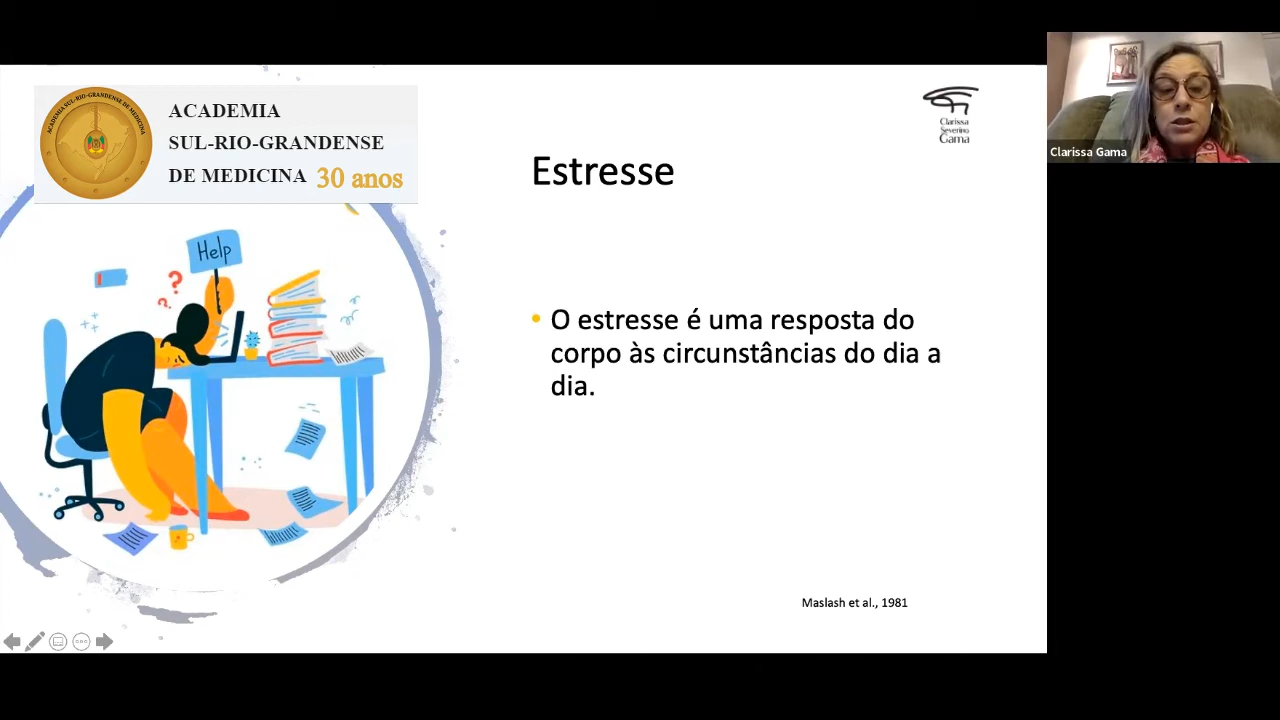 ACADEMIA SUL-RIO-GRANDENSE DE MEDICINA
ACADEMIA
SUL-RIO-GRANDENSE
DE MEDICINA 30 anos
Clarissa
Severino
Gama
Clarissa Gama
Estresse
Help
• O estresse é uma resposta do
corpo às circunstâncias do dia a
dia.
Maslash et al., 1981